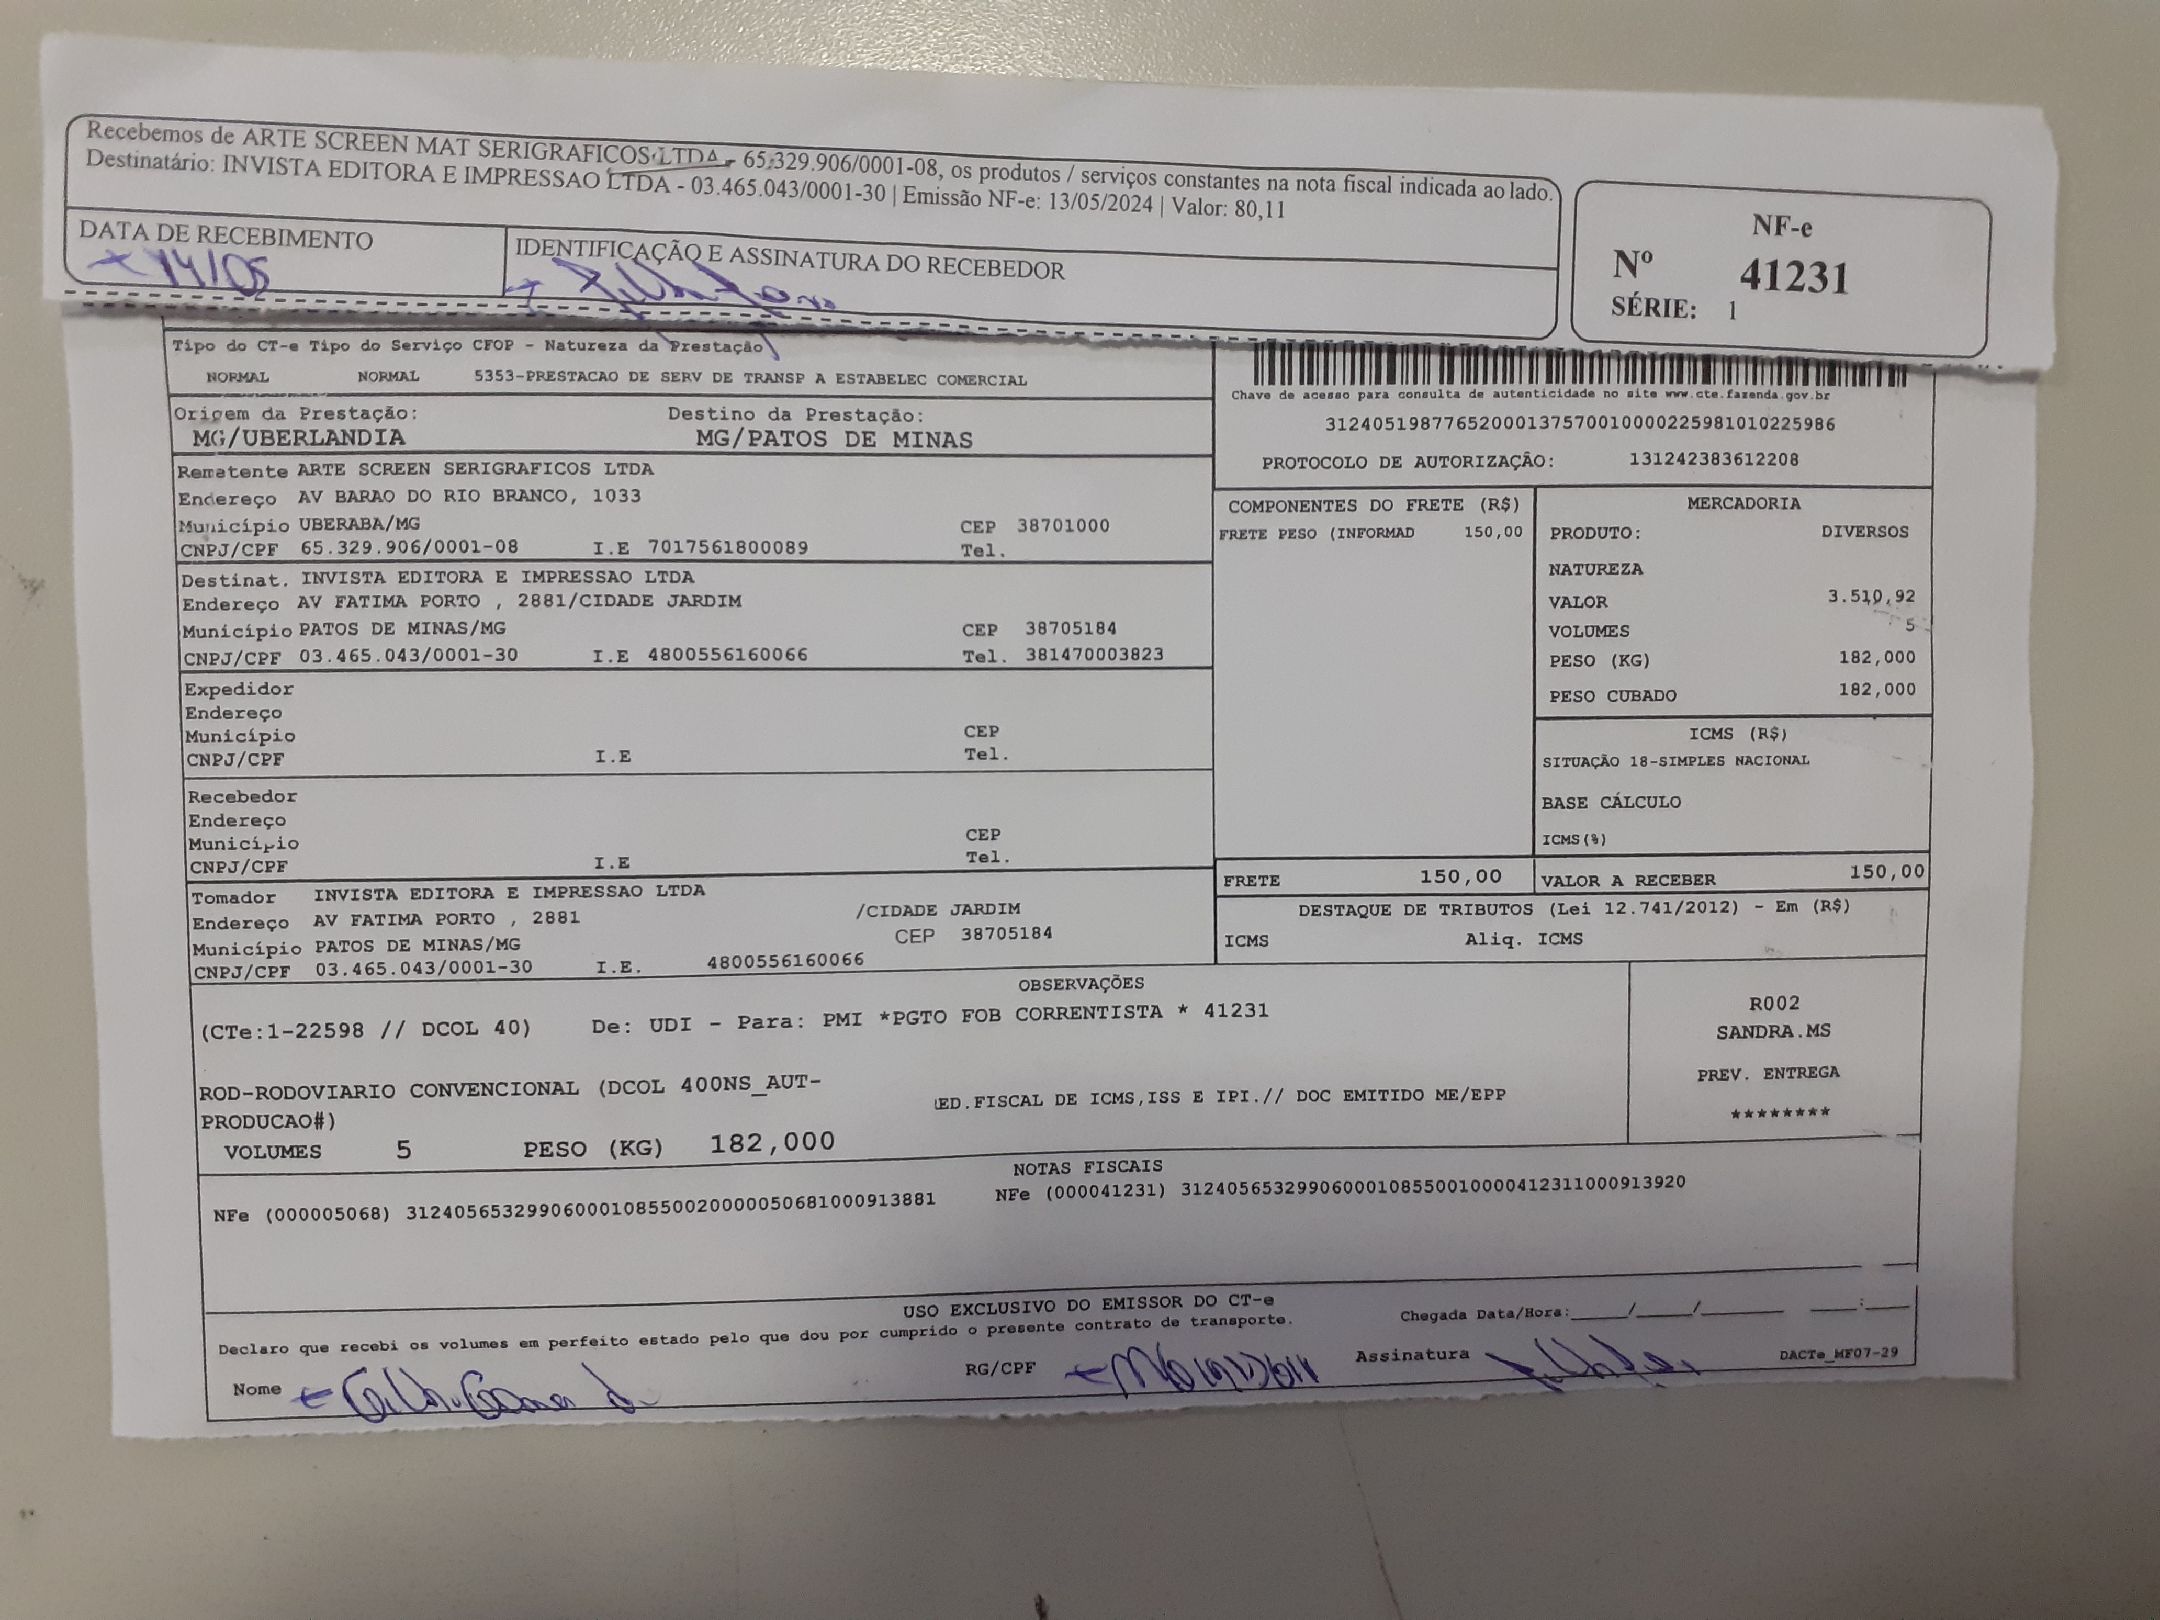 Recebemos de ARTE SCREEN MAT SERIGRAFICOS LTDA - 65.329.906/0001-08, os produtos / serviços constantes na nota fiscal indicada ao lado.
Destinatário: INVISTA EDITORA E IMPRESSAO LTDA - 03.465.043/0001-30 | Emissão NF-e: 13/05/2024 | Valor: 80,11
DATA DE RECEBIMENTO
14/05
IDENTIFICAÇÃO E ASSINATURA DO RECEBEDOR
NF-e
Nº 41231
SÉRIE: 1
Tipo do CT-e Tipo do Serviço CFOP - Natureza da Prestação
NORMAL NORMAL 5353-PRESTACAO DE SERV DE TRANSP A ESTABELEC COMERCIAL
Origem da Prestação: Destino da Prestação:
MG/UBERLANDIA MG/PATOS DE MINAS
Chave de acesso para consulta de autenticidade no site www.cte.fazenda.gov.br
31240519877652000137570010000225981010225986
PROTOCOLO DE AUTORIZAÇÃO: 131242383612208
Remetente ARTE SCREEN SERIGRAFICOS LTDA
Endereço AV BARAO DO RIO BRANCO, 1033
Município UBERABA/MG CEP 38701000
CNPJ/CPF 65.329.906/0001-08 I.E 7017561800089 Tel.
Destinat. INVISTA EDITORA E IMPRESSAO LTDA
Endereço AV FATIMA PORTO , 2881/CIDADE JARDIM
Município PATOS DE MINAS/MG CEP 38705184
CNPJ/CPF 03.465.043/0001-30 I.E 4800556160066 Tel. 381470003823
Expedidor
Endereço
Município CEP
CNPJ/CPF I.E Tel.
Recebedor
Endereço
Município CEP
CNPJ/CPF I.E Tel.
Tomador INVISTA EDITORA E IMPRESSAO LTDA
Endereço AV FATIMA PORTO , 2881 /CIDADE JARDIM
Município PATOS DE MINAS/MG CEP 38705184
CNPJ/CPF 03.465.043/0001-30 I.E. 4800556160066
COMPONENTES DO FRETE (R$)
FRETE PESO (INFORMAD 150,00
MERCADORIA
PRODUTO: DIVERSOS
NATUREZA
VALOR 3.510,92
VOLUMES 5
PESO (KG) 182,000
PESO CUBADO 182,000
ICMS (R$)
SITUAÇÃO 18-SIMPLES NACIONAL
BASE CÁLCULO
ICMS(%)
FRETE 150,00 VALOR A RECEBER 150,00
DESTAQUE DE TRIBUTOS (Lei 12.741/2012) - Em (R$)
ICMS Aliq. ICMS
OBSERVAÇÕES
(CTe:1-22598 // DCOL 40) De: UDI - Para: PMI *PGTO FOB CORRENTISTA * 41231
ROD-RODOVIARIO CONVENCIONAL (DCOL 400NS_AUT-
PRODUCAO#)
ED.FISCAL DE ICMS,ISS E IPI.// DOC EMITIDO ME/EPP
VOLUMES 5 PESO (KG) 182,000
R002
SANDRA.MS
PREV. ENTREGA
********
NOTAS FISCAIS
NFe (000005068) 31240565329906000108550020000050681000913881 NFe (000041231) 31240565329906000108550010000412311000913920
USO EXCLUSIVO DO EMISSOR DO CT-e
Declaro que recebi os volumes em perfeito estado pelo que dou por cumprido o presente contrato de transporte. Chegada Data/Hora:_____/_____/_______ ____:____
Nome RG/CPF Assinatura DACTe_MF07-29